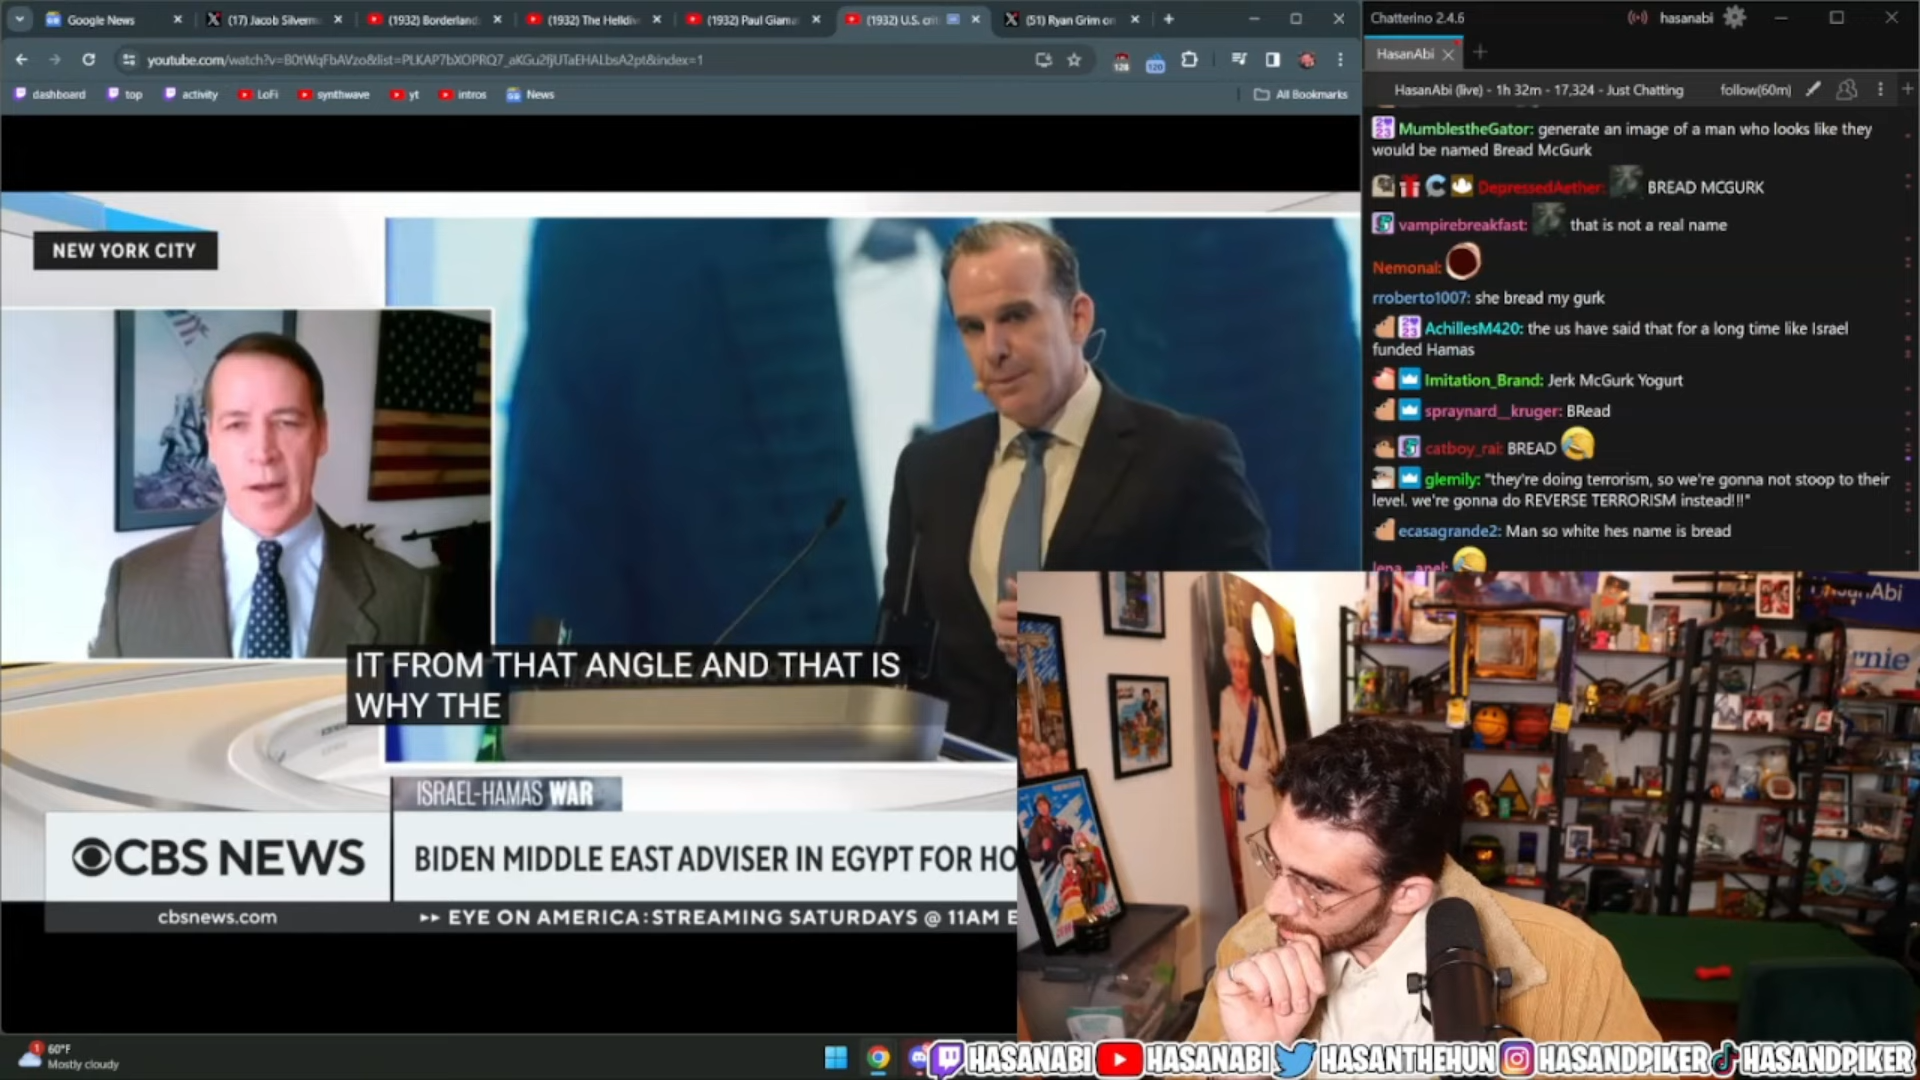 Google News
(17) Jacob Silverm
(1932) Borderland
(1932) The Helldiv
(1932) Paul Giama
(1932) U.S. cri
(51) Ryan Grim on
youtube.com/watch?v=B0tWqFbAVzo&list=PLKAP7bXOPRQ7_aKGu2fjUTaEHALbsA2pt&index=1
128
120
dashboard
top
activity
LoFi
synthwave
yt
intros
News
All Bookmarks
NEW YORK CITY
IT FROM THAT ANGLE AND THAT IS
WHY THE
ISRAEL-HAMAS WAR
CBS NEWS
BIDEN MIDDLE EAST ADVISER IN EGYPT FOR HO
cbsnews.com
EYE ON AMERICA: STREAMING SATURDAYS @ 11AM E
Chatterino 2.4.6
hasanabi
HasanAbi
HasanAbi (live) - 1h 32m - 17,324 - Just Chatting
follow(60m)
MumblestheGator: generate an image of a man who looks like they
would be named Bread McGurk
DepressedAether: BREAD MCGURK
vampirebreakfast: that is not a real name
Nemonal:
rroberto1007: she bread my gurk
AchillesM420: the us have said that for a long time like Israel
funded Hamas
Imitation_Brand: Jerk McGurk Yogurt
spraynard__kruger: BRead
catboy_rai: BREAD
glemily: "they're doing terrorism, so we're gonna not stoop to their
level. we're gonna do REVERSE TERRORISM instead!!!"
ecasagrande2: Man so white hes name is bread
HasanAbi
rnie
1
60°F
Mostly cloudy
HASANABI
HASANABI
HASANTHEHUN
HASANDPIKER
HASANDPIKER